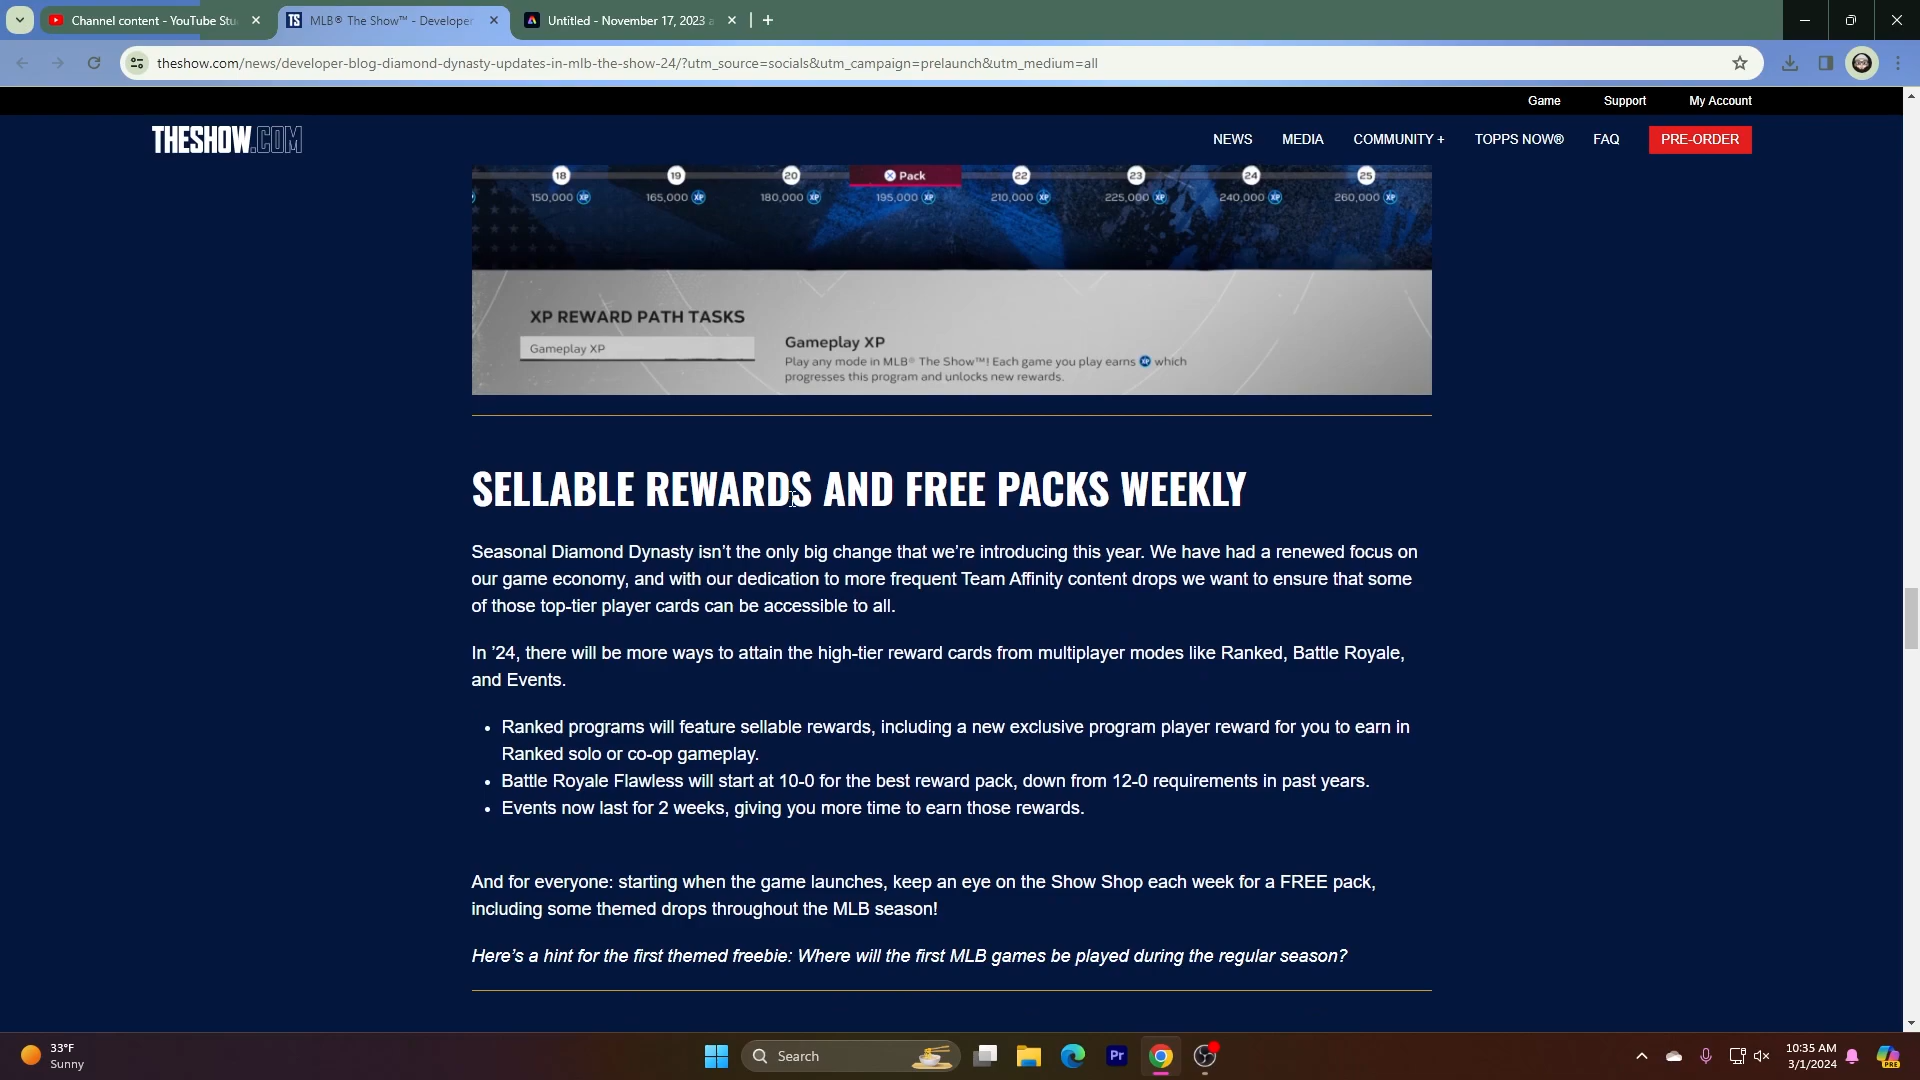 Channel content - YouTube Stu
MLB® The Show™ - Developer
Untitled - November 17, 2023 a
theshow.com/news/developer-blog-diamond-dynasty-updates-in-mlb-the-show-24/?utm_source=socials&utm_campaign=prelaunch&utm_medium=all
Game Support My Account
THESHOW.COM
NEWS MEDIA COMMUNITY + TOPPS NOW® FAQ PRE-ORDER
18 19 20 Pack 22 23 24 25
150,000 XP 165,000 XP 180,000 XP 195,000 XP 210,000 XP 225,000 XP 240,000 XP 260,000 XP
XP REWARD PATH TASKS
Gameplay XP
Gameplay XP
Play any mode in MLB® The Show™! Each game you play earns XP which
progresses this program and unlocks new rewards.
SELLABLE REWARDS AND FREE PACKS WEEKLY
Seasonal Diamond Dynasty isn't the only big change that we're introducing this year. We have had a renewed focus on
our game economy, and with our dedication to more frequent Team Affinity content drops we want to ensure that some
of those top-tier player cards can be accessible to all.
In '24, there will be more ways to attain the high-tier reward cards from multiplayer modes like Ranked, Battle Royale,
and Events.
• Ranked programs will feature sellable rewards, including a new exclusive program player reward for you to earn in
Ranked solo or co-op gameplay.
• Battle Royale Flawless will start at 10-0 for the best reward pack, down from 12-0 requirements in past years.
• Events now last for 2 weeks, giving you more time to earn those rewards.
And for everyone: starting when the game launches, keep an eye on the Show Shop each week for a FREE pack,
including some themed drops throughout the MLB season!
Here's a hint for the first themed freebie: Where will the first MLB games be played during the regular season?
33°F
Sunny
Search
Pr
10:35 AM
3/1/2024
PRE